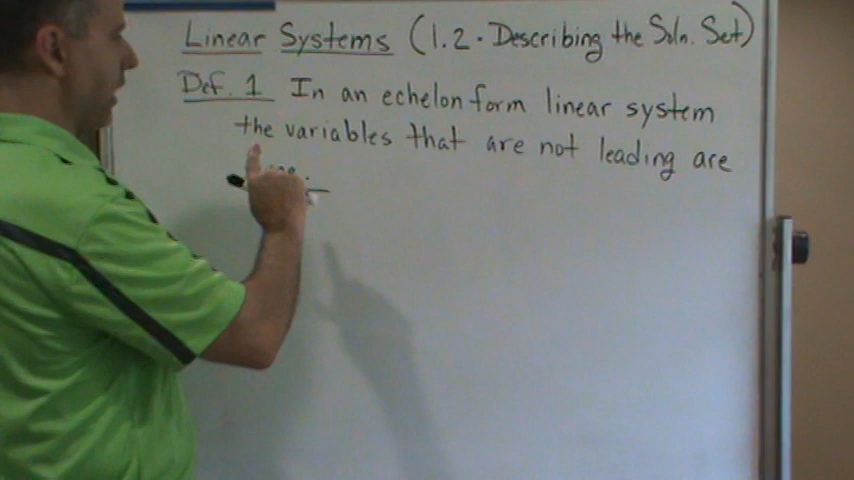 Linear Systems (1.2 - Describing the Soln. Set)
Def. 1 In an echelon form linear system
the variables that are not leading are